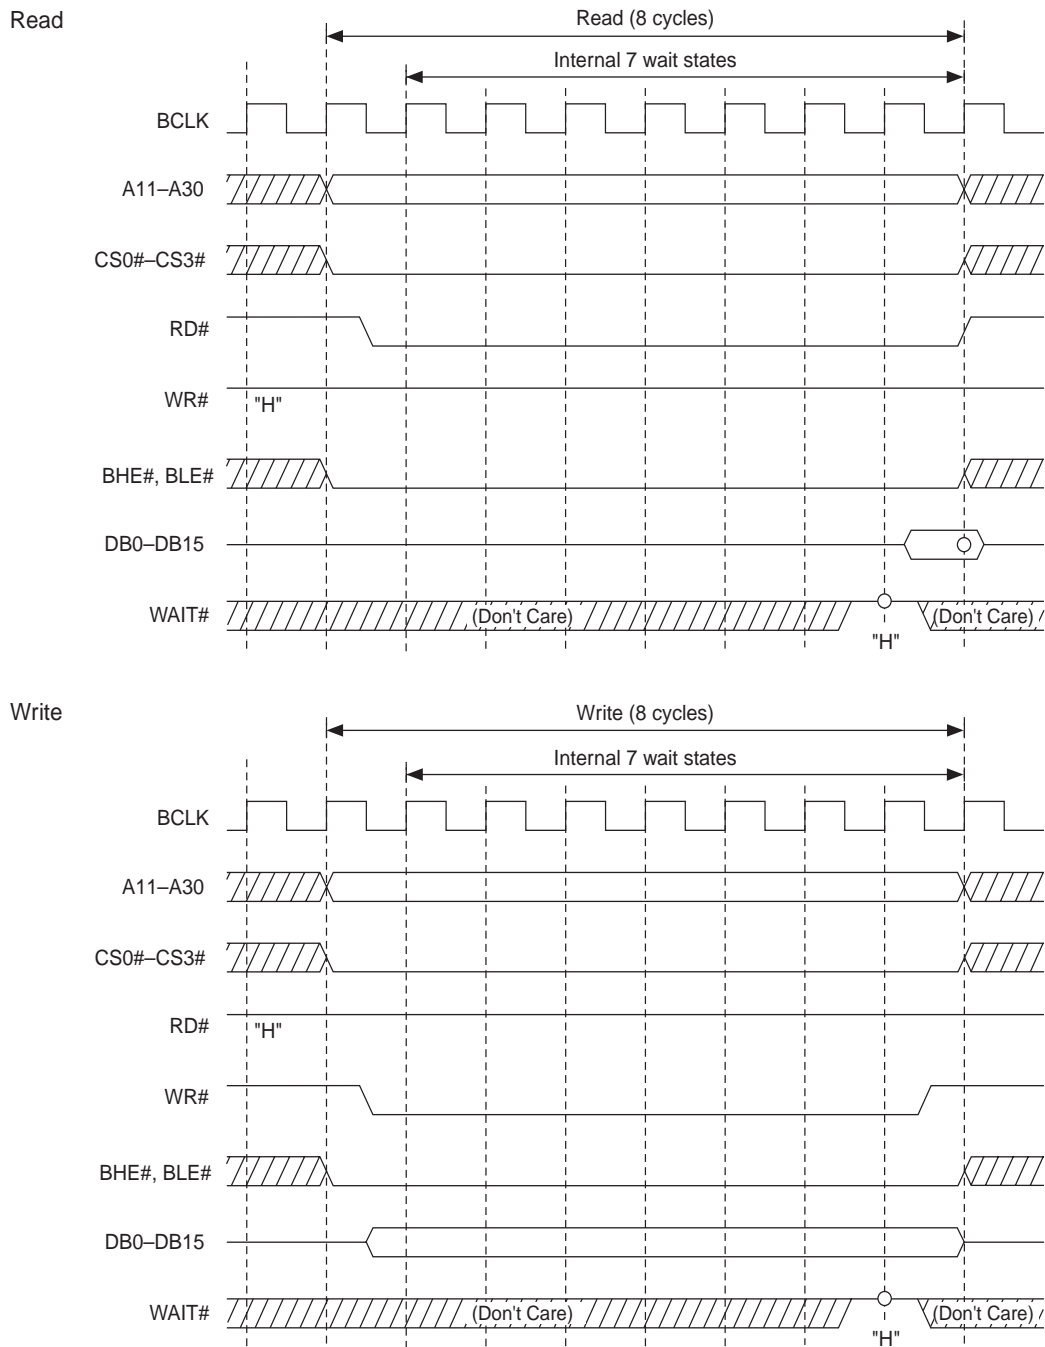 Read
Read (8 cycles)
Internal 7 wait states
BCLK
A11–A30
CS0#–CS3#
RD#
WR#
"H"
BHE#, BLE#
DB0–DB15
WAIT#
(Don't Care)
(Don't Care)
"H"
Write
Write (8 cycles)
Internal 7 wait states
BCLK
A11–A30
CS0#–CS3#
RD#
"H"
WR#
BHE#, BLE#
DB0–DB15
WAIT#
(Don't Care)
(Don't Care)
"H"